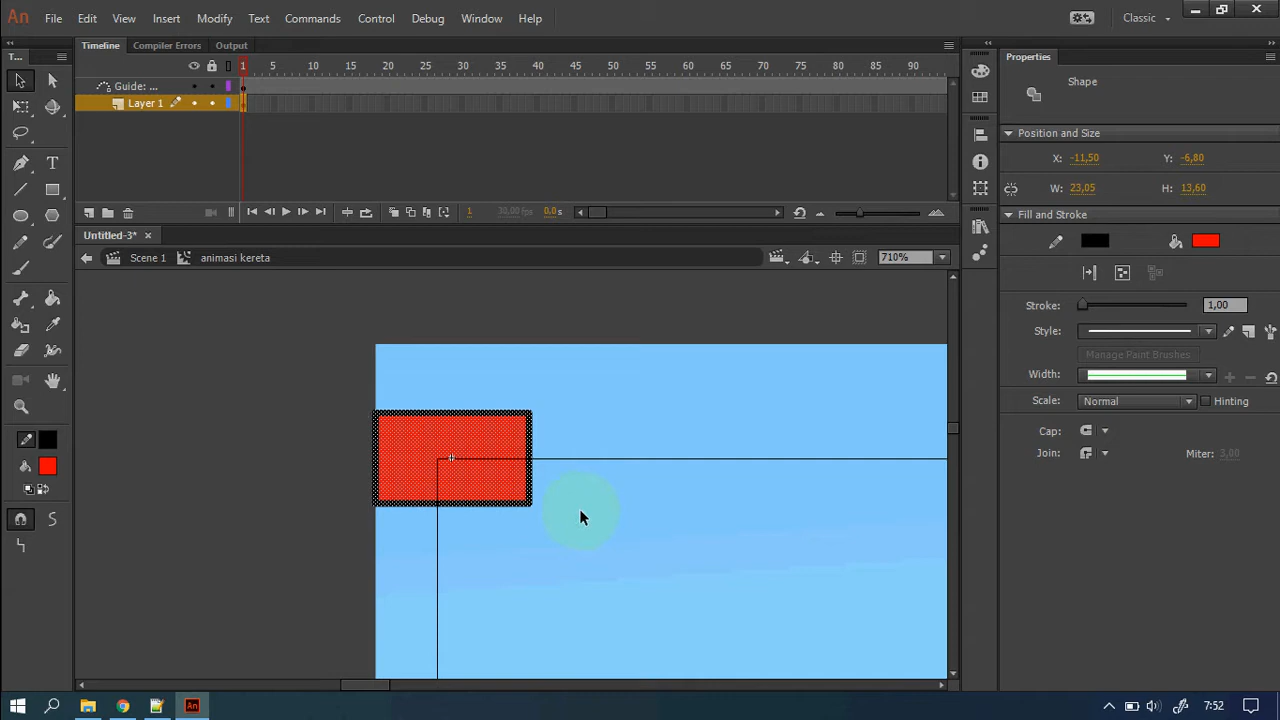 An File Edit View Insert Modify Text Commands Control Debug Window Help Classic
Timeline Compiler Errors Output
1 5 10 15 20 25 30 35 40 45 50 55 60 65 70 75 80 85 90
Guide: ...
Layer 1
1 30,00 fps 0,0 s
Untitled-3* ×
Scene 1 animasi kereta 710%
T...
Properties
Shape
Position and Size
X: -11,50 Y: -6,80
W: 23,05 H: 13,60
Fill and Stroke
Stroke: 1,00
Style:
Manage Paint Brushes
Width:
Scale: Normal Hinting
Cap:
Join: Miter: 3,00
An 7:52